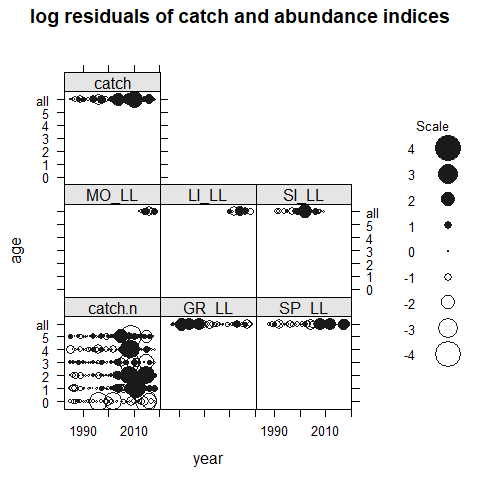 log residuals of catch and abundance indices
catch
all
5
4
3
2
1
0
MO_LL LI_LL SI_LL
all
5
4
3
2
1
0
catch.n GR_LL SP_LL
all
5
4
3
2
1
0
1990 2010 1990 2010
age
year
Scale
4
3
2
1
0
-1
-2
-3
-4